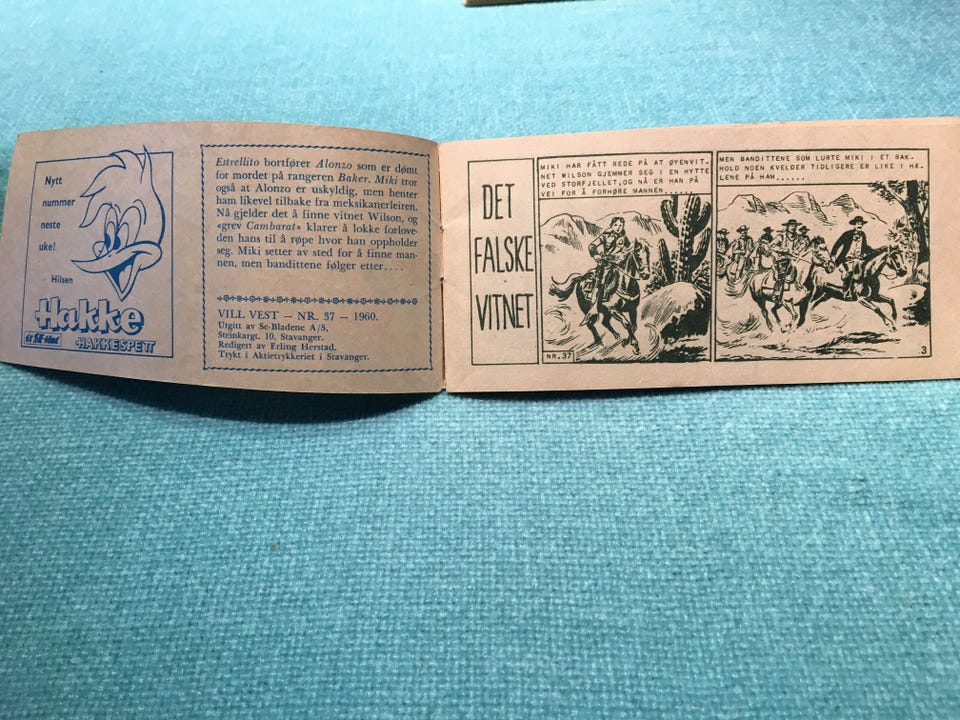 Nytt
nummer
neste
uke!
- Hilsen
Hakke
HAKKESPETT
Estrellito bortfører Alonzo som er dømt
for mordet på rangeren Baker. Miki tror
også at Alonzo er uskyldig, men henter
ham likevel tilbake fra meksikanerleiren.
Nå gjelder det å finne vitnet Wilson, og
«grev Cambarat» klarer å lokke forlove-
den hans til å røpe hvor han oppholder
seg. Miki setter av sted for å finne man-
nen, men bandittene følger etter....
VILL VEST — NR. 37 — 1960.
Utgitt av Se-Bladene A/S,
Steinkargt. 10, Stavanger.
Redigert av Erling Herstad.
Trykt i Aktietrykkeriet i Stavanger.
DET
FALSKE
VITNET
MIKI HAR FÅTT REDE PÅ AT ØYENVIT-
NET WILSON GJEMMER SEG I EN HYTTE
VED STORFJELLET,OG NÅ ER HAN PÅ
VEI FOR Å FORHØRE MANNEN......
NR.37
MEN BANDITTENE SOM LURTE MIKI I ET BAK-
HOLD NOEN KVELDER TIDLIGERE ER LIKE I HÆ-
LENE PÅ HAM......
3